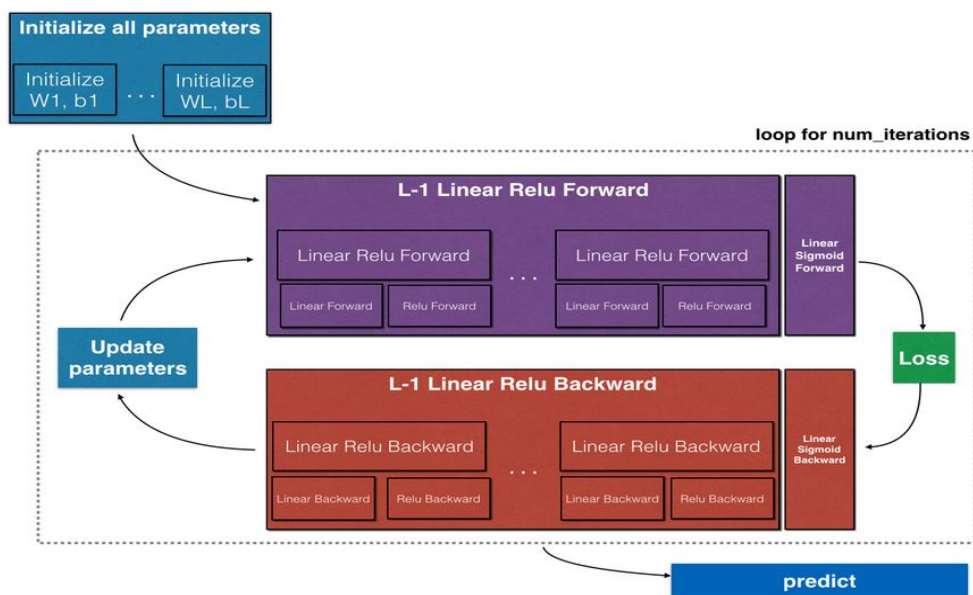 Initialize all parameters
Initialize
W1, b1
. . .
Initialize
WL, bL
loop for num_iterations
L-1 Linear Relu Forward
Linear Relu Forward
Linear Forward
Relu Forward
. . .
Linear Relu Forward
Linear Forward
Relu Forward
Linear
Sigmoid
Forward
Update
parameters
Loss
L-1 Linear Relu Backward
Linear Relu Backward
Linear Backward
Relu Backward
. . .
Linear Relu Backward
Linear Backward
Relu Backward
Linear
Sigmoid
Backward
predict